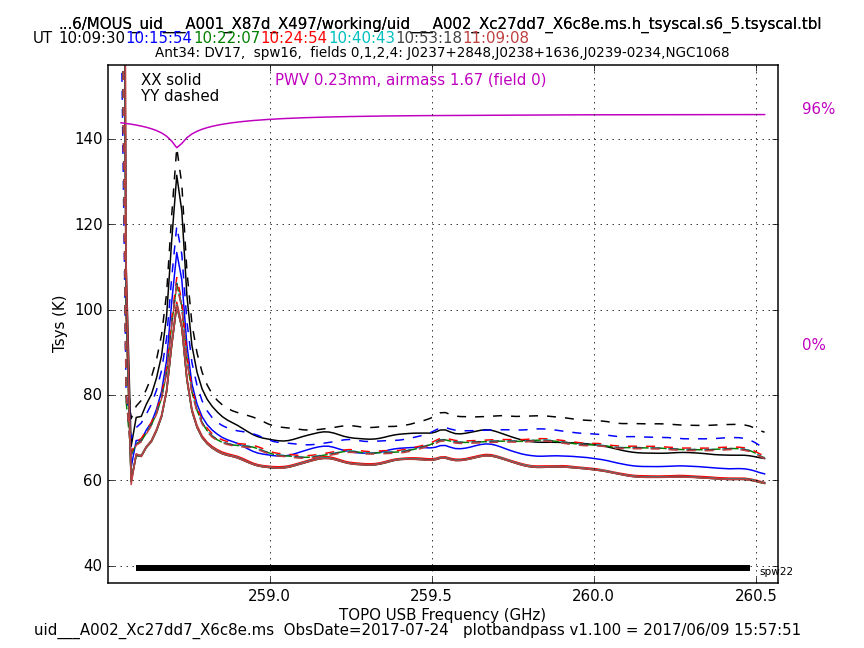 ...6/MOUS_uid___A001_X87d_X497/working/uid___A002_Xc27dd7_X6c8e.ms.h_tsyscal.s6_5.tsyscal.tbl
UT 10:09:30 10:15:54 10:22:07 10:24:54 10:40:43 10:53:18 11:09:08
Ant34: DV17,  spw16,  fields 0,1,2,4: J0237+2848,J0238+1636,J0239-0234,NGC1068
XX solid
YY dashed
PWV 0.23mm, airmass 1.67 (field 0)
96%
0%
140
120
100
80
60
40
Tsys (K)
spw22
259.0 259.5 260.0 260.5
TOPO USB Frequency (GHz)
uid___A002_Xc27dd7_X6c8e.ms  ObsDate=2017-07-24   plotbandpass v1.100 = 2017/06/09 15:57:51